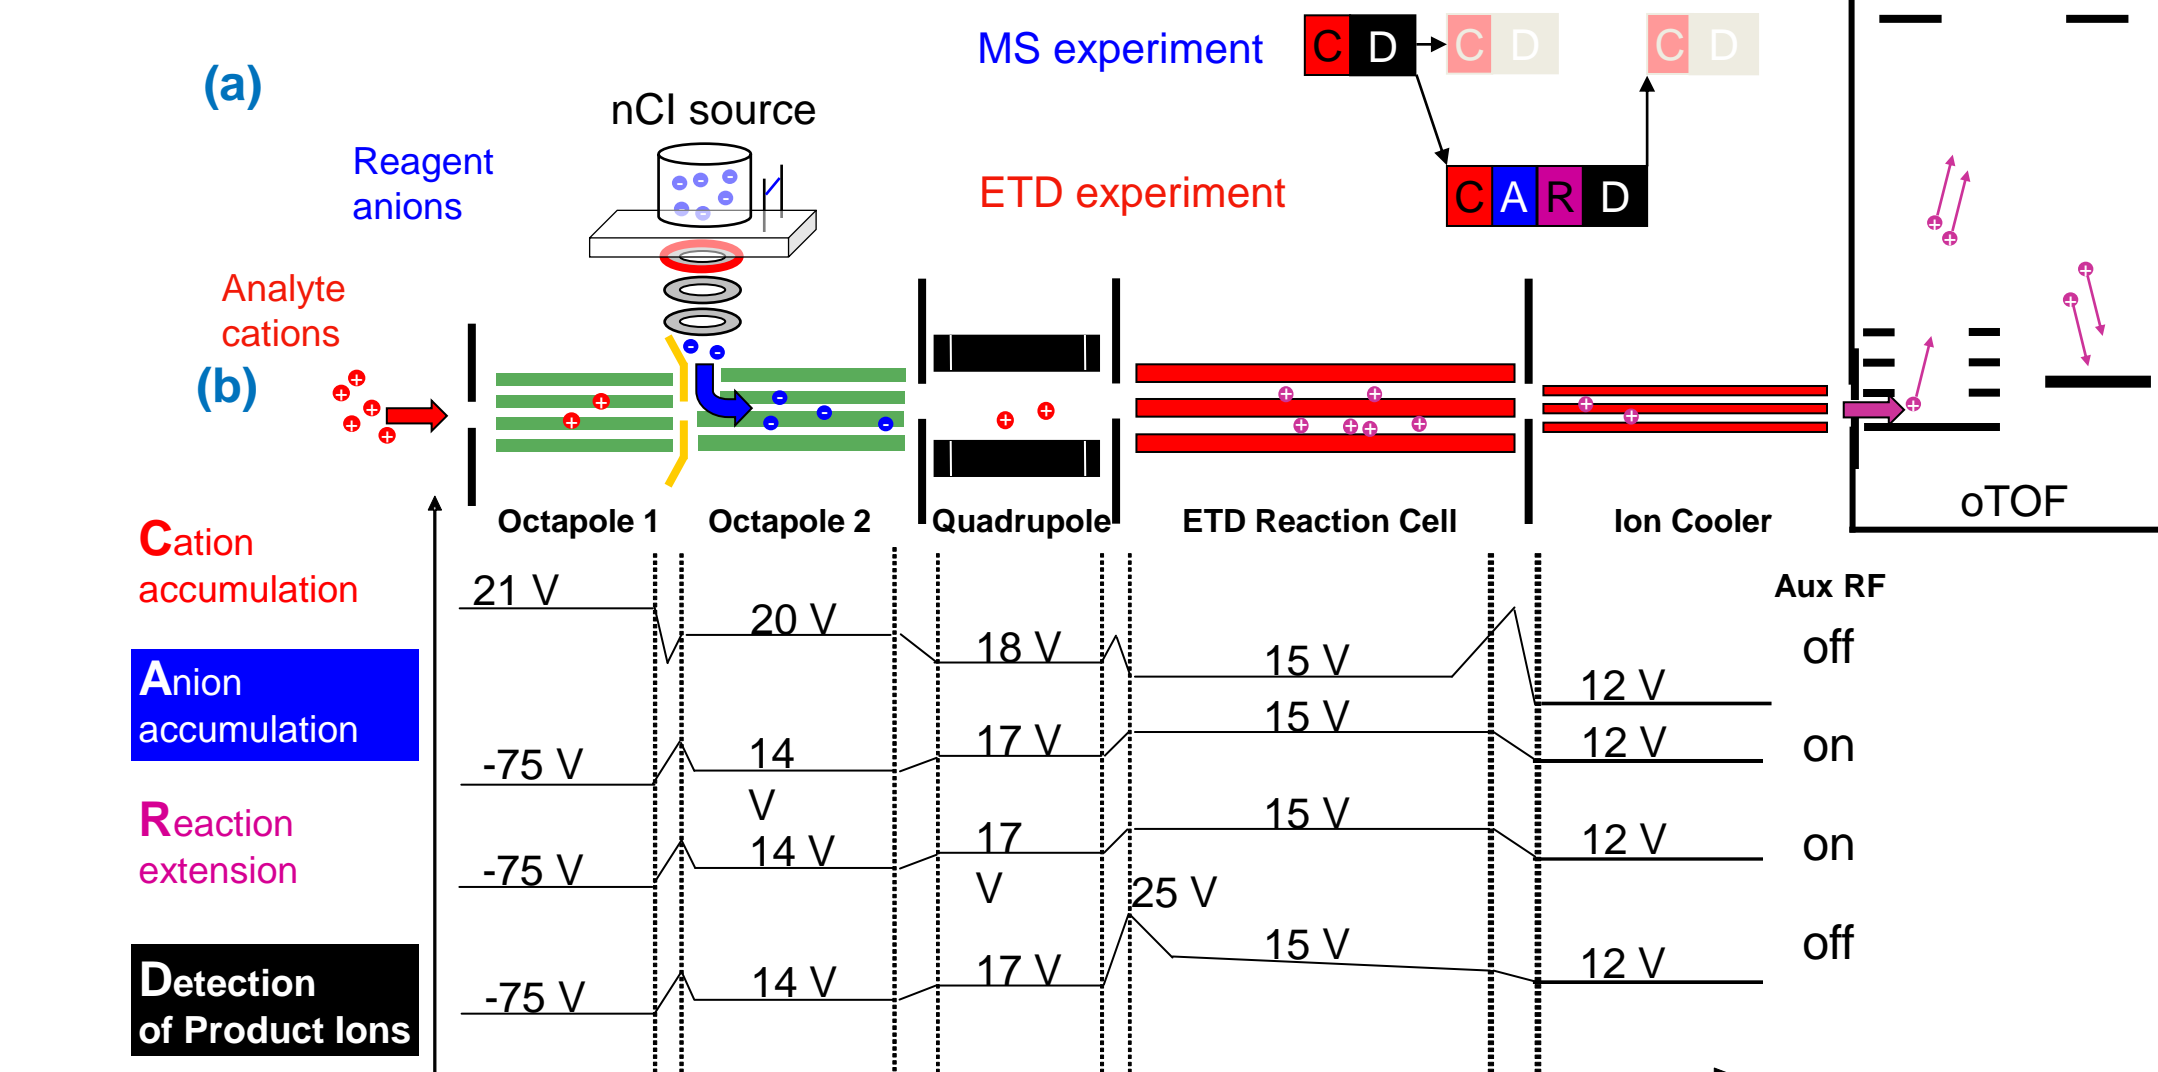 MS experiment
C D
C D
C D
(a)
nCI source
Reagent
anions
ETD experiment
C A R D
Analyte
cations
(b)
oTOF
Octapole 1
Octapole 2
Quadrupole
ETD Reaction Cell
Ion Cooler
Aux RF
Cation
accumulation
21 V
20 V
18 V
15 V
12 V
off
Anion
accumulation
-75 V
14
V
17 V
15 V
12 V
on
Reaction
extension
-75 V
14 V
17
V
15 V
12 V
on
Detection
of Product Ions
-75 V
14 V
17 V
25 V
15 V
12 V
off